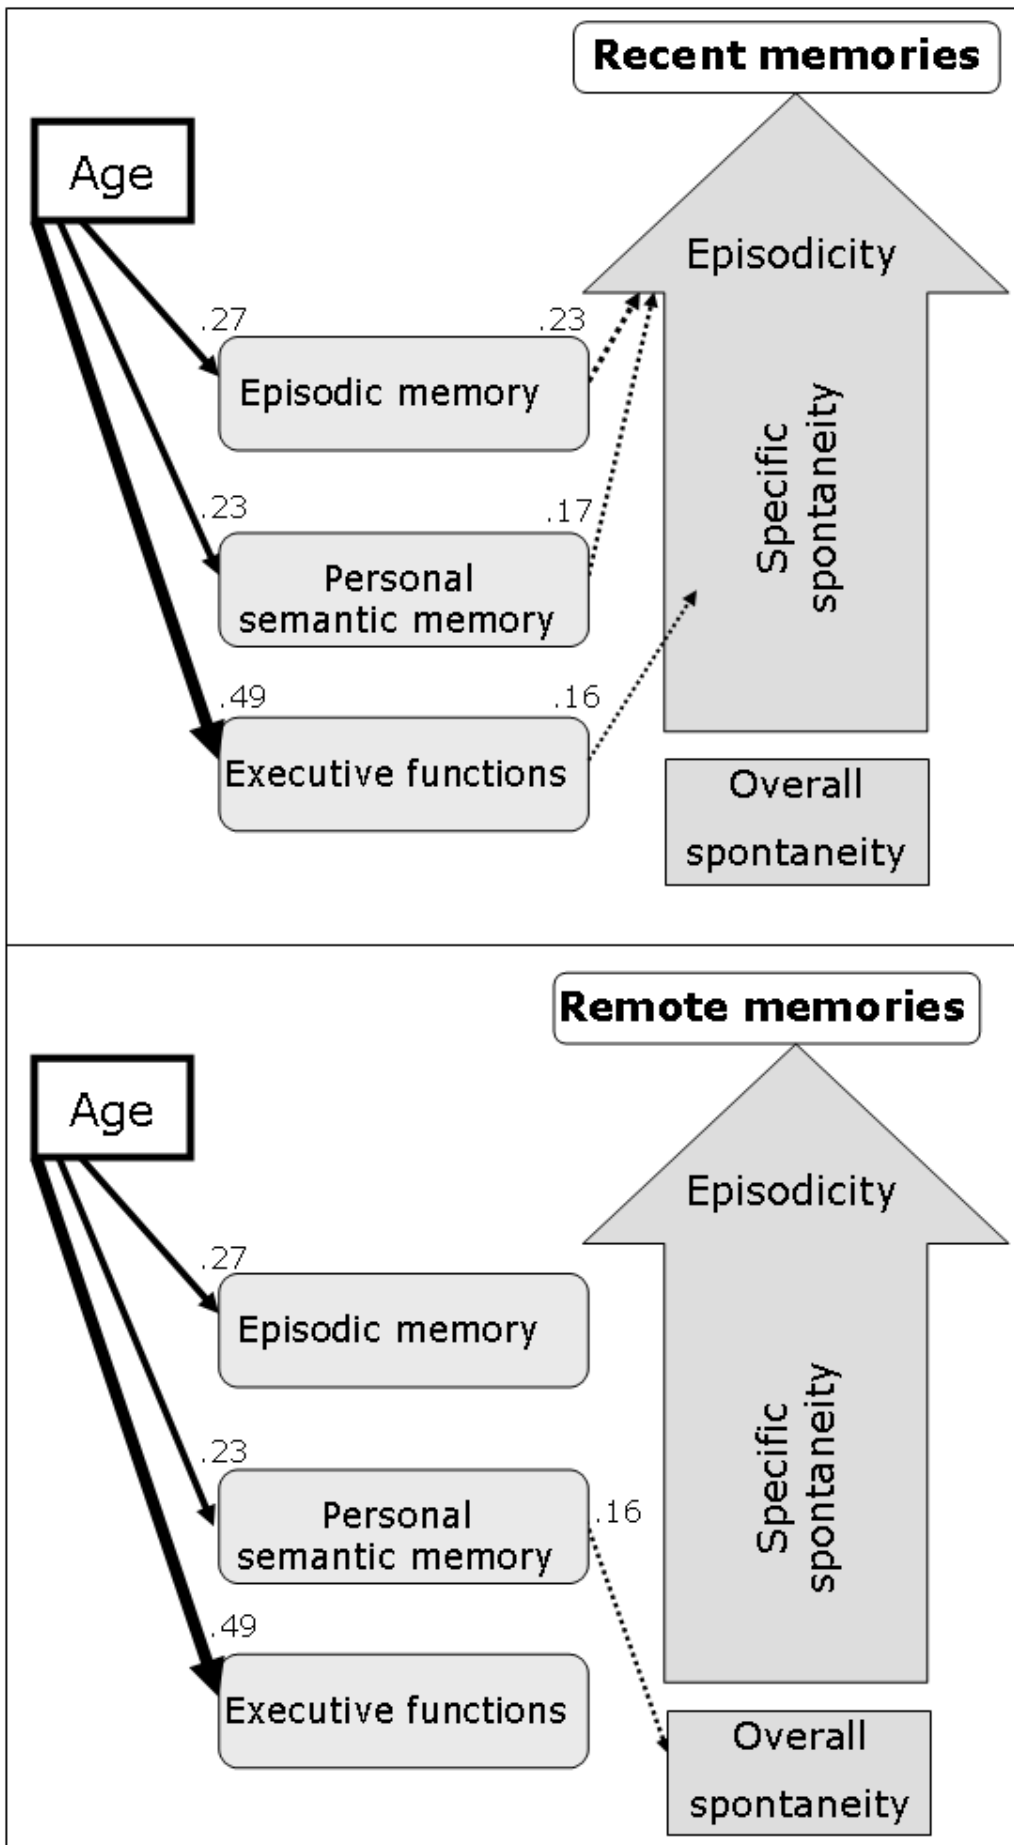 Recent memories
Age
Episodicity
.27
.23
Episodic memory
Specific
spontaneity
.23
.17
Personal
semantic memory
.49
.16
Executive functions
Overall
spontaneity
Remote memories
Age
Episodicity
.27
Episodic memory
Specific
spontaneity
.23
.16
Personal
semantic memory
.49
Executive functions
Overall
spontaneity